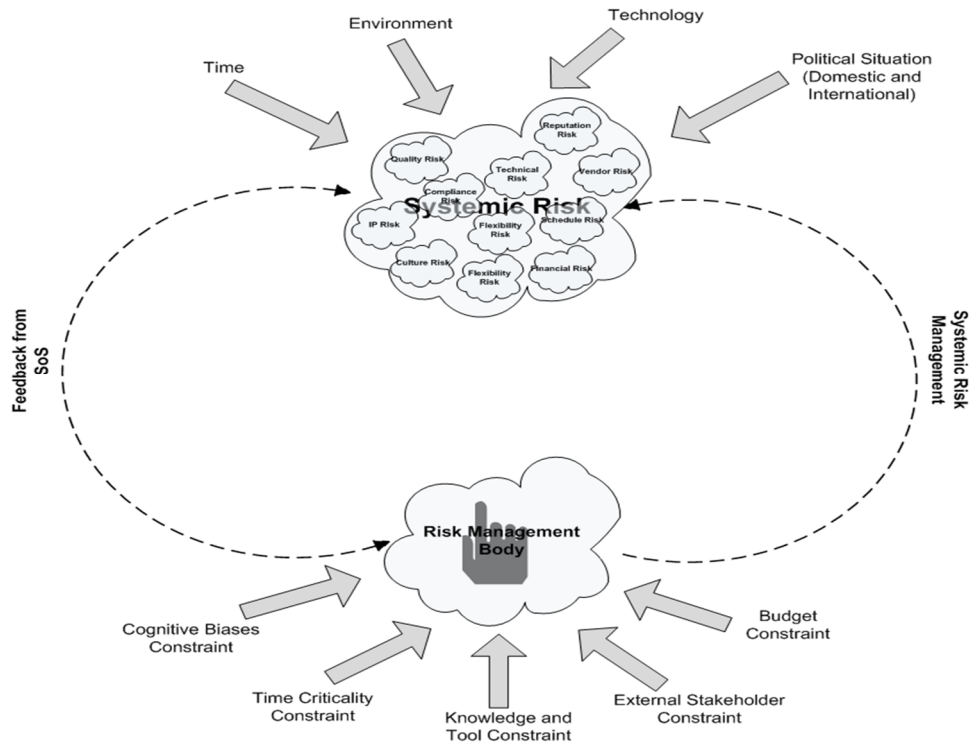 Technology
Environment
Political Situation
(Domestic and
International)
Time
Reputation
Risk
Quality Risk
Technical
Risk
Vendor Risk
Compliance
Risk
Systemic Risk
IP Risk
Flexibility
Risk
Schedule Risk
Culture Risk
Flexibility
Risk
Financial Risk
Feedback from
SoS
Systemic Risk
Management
Risk Management
Body
Cognitive Biases
Constraint
Time Criticality
Constraint
Knowledge and
Tool Constraint
External Stakeholder
Constraint
Budget
Constraint